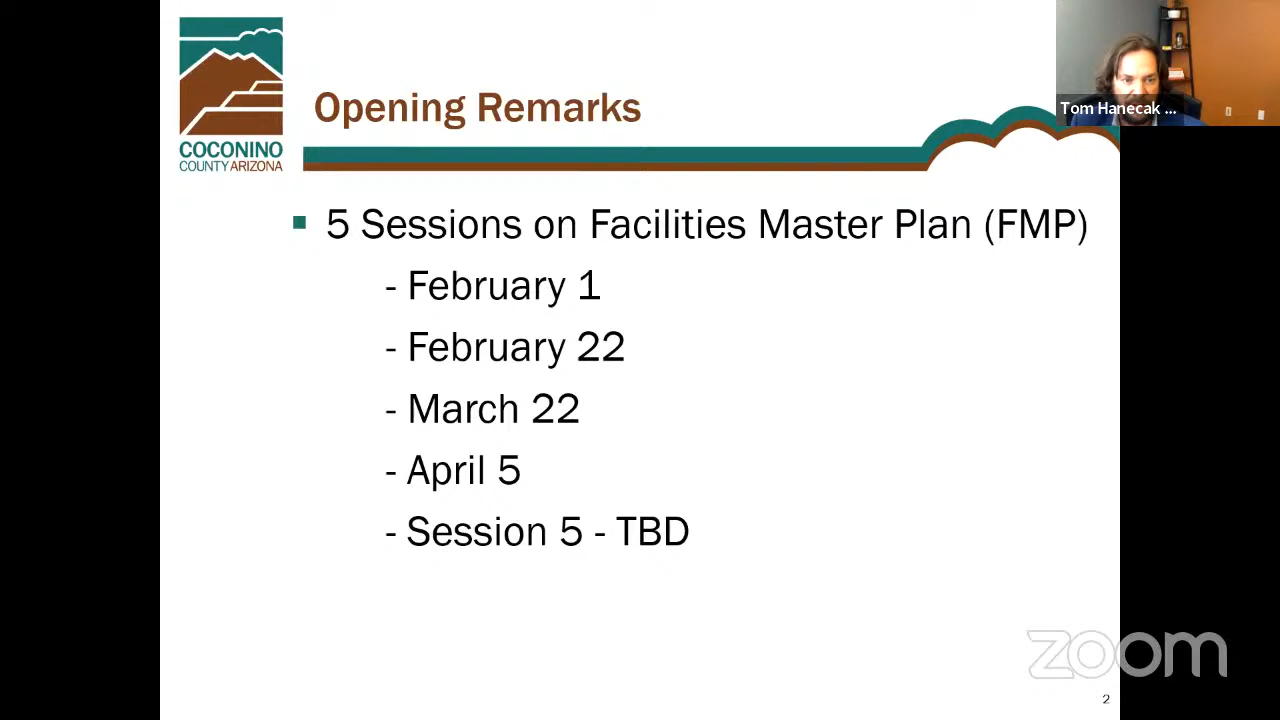 COCONINO
COUNTY ARIZONA
Opening Remarks
Tom Hanecak ...
5 Sessions on Facilities Master Plan (FMP)
- February 1
- February 22
- March 22
- April 5
- Session 5 - TBD
zoom
2